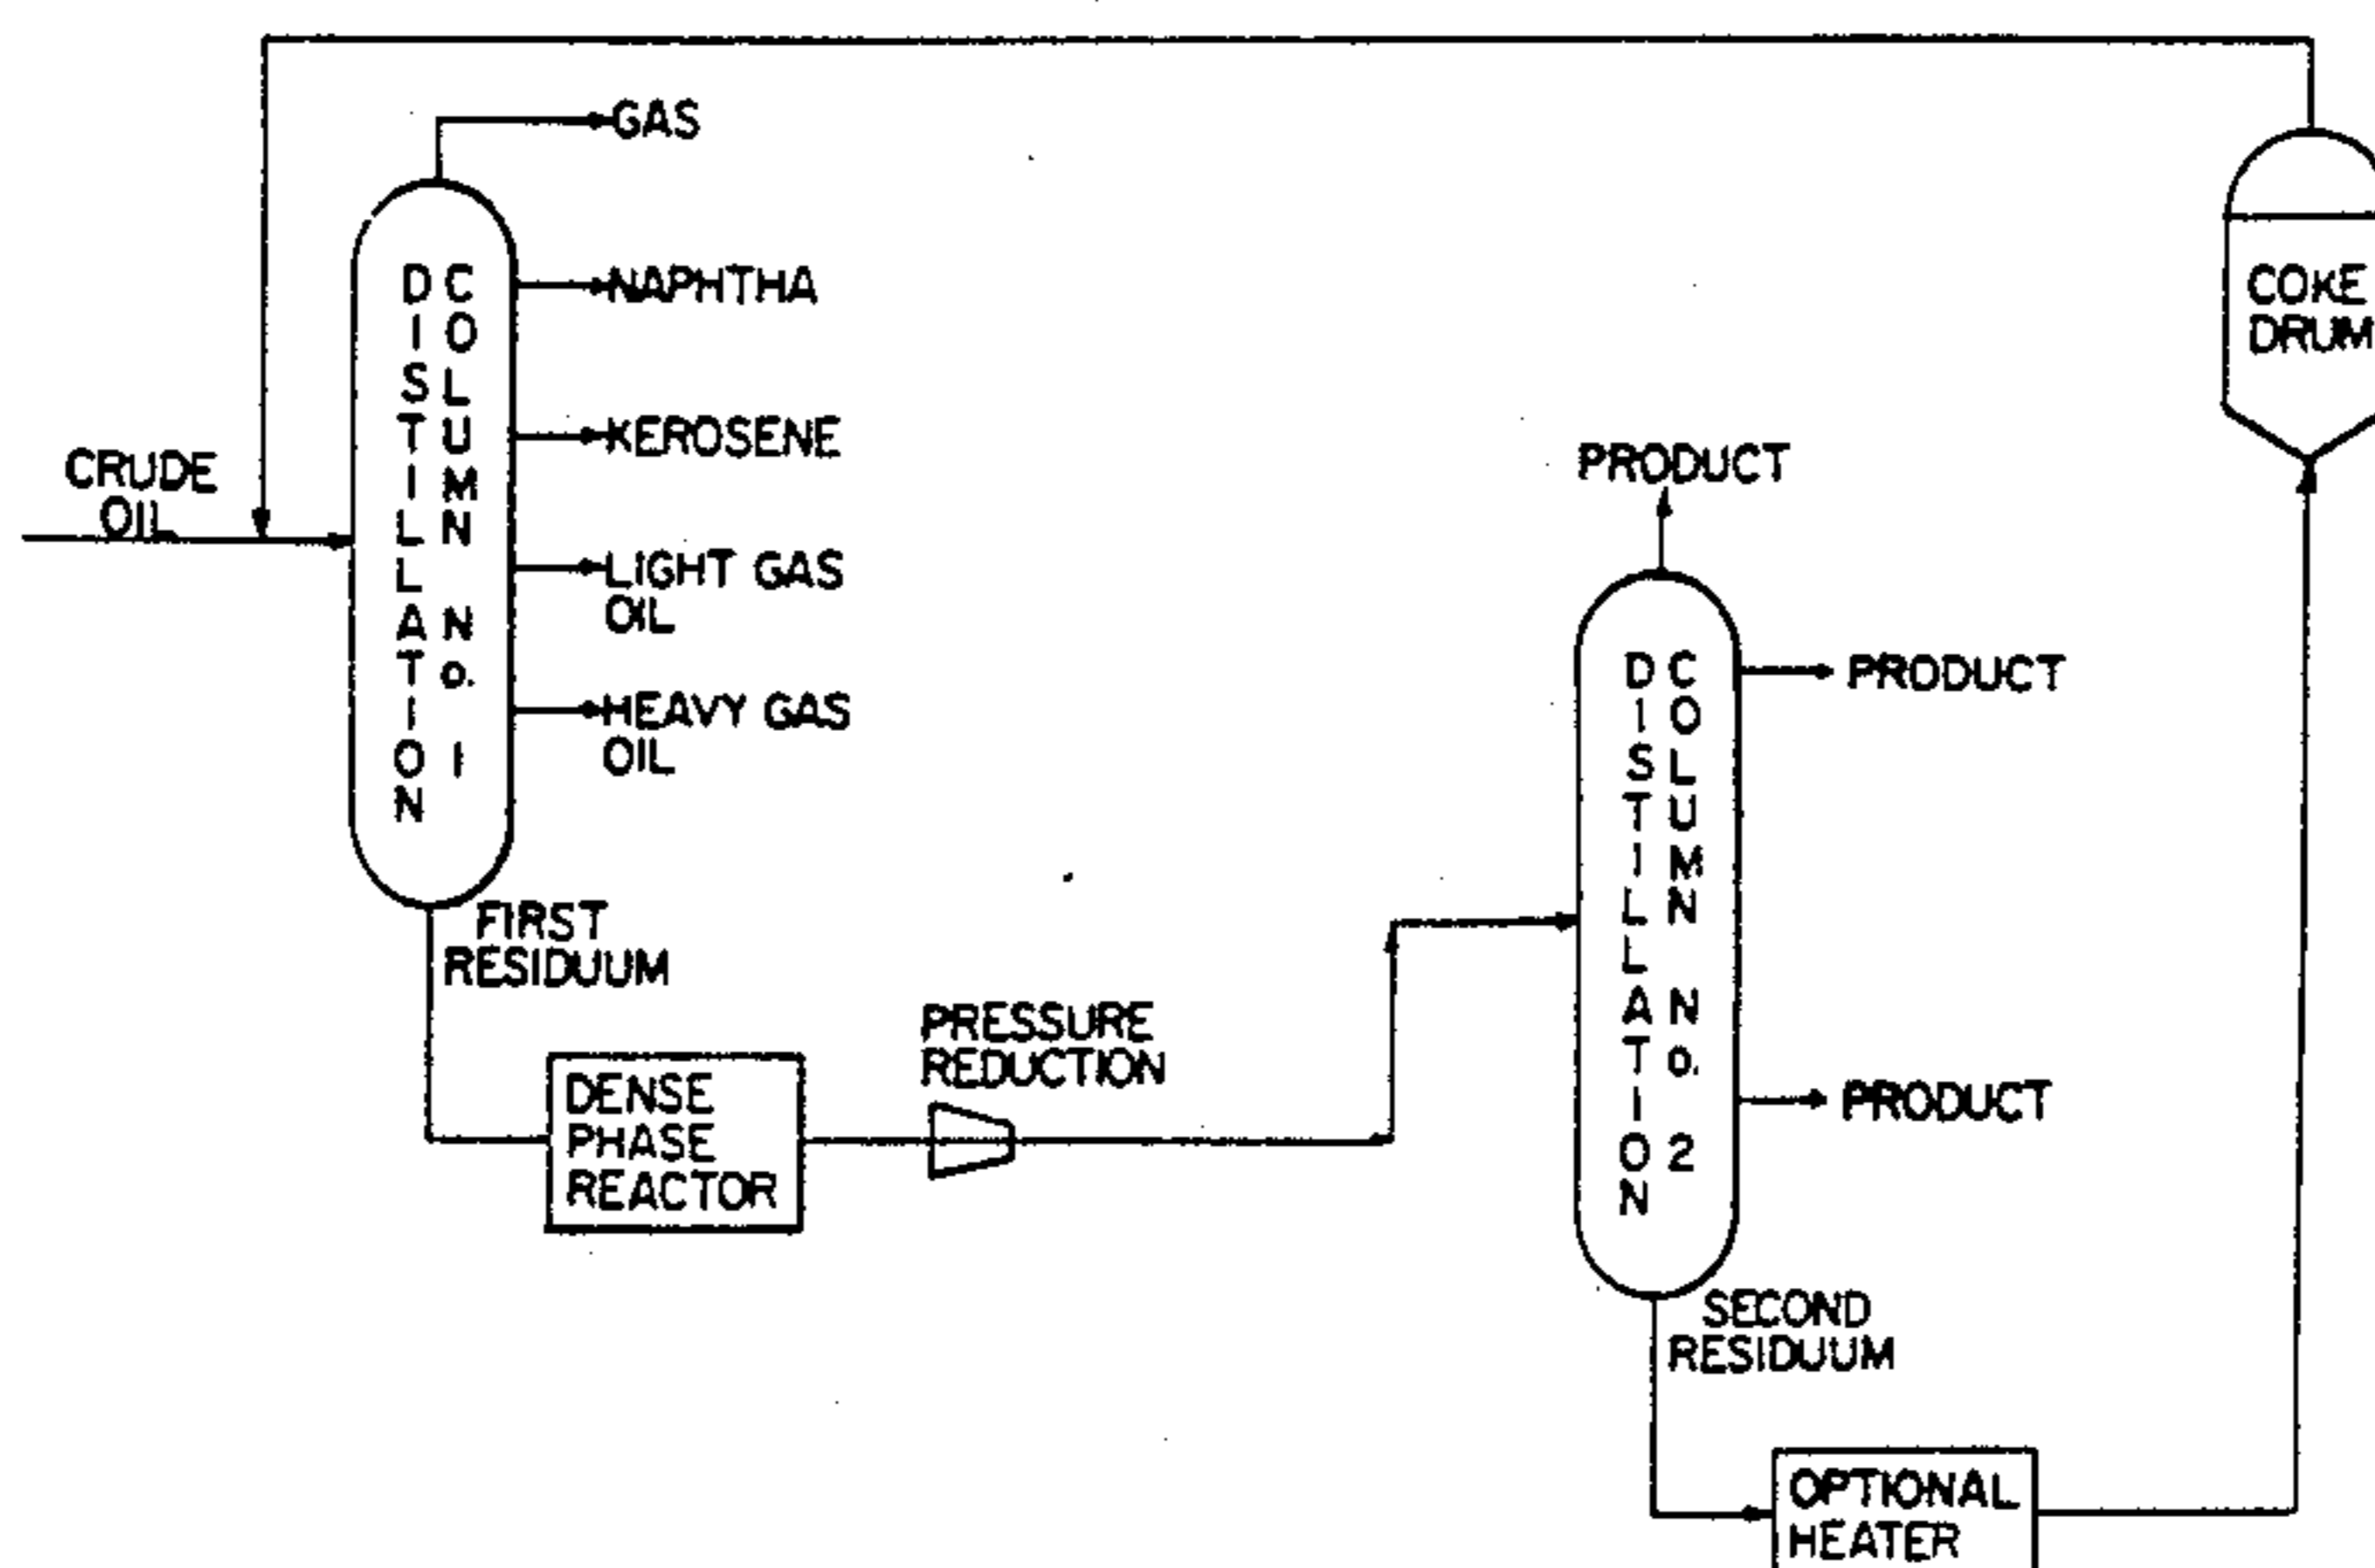 GAS
NAPHTHA
KEROSENE
LIGHT GAS
OIL
HEAVY GAS
OIL
CRUDE
OIL
DISTILLATION
COLUMN No. 1
FIRST
RESIDUUM
DENSE
PHASE
REACTOR
PRESSURE
REDUCTION
PRODUCT
DISTILLATION
COLUMN No. 2
PRODUCT
PRODUCT
SECOND
RESIDUUM
OPTIONAL
HEATER
COKE
DRUM